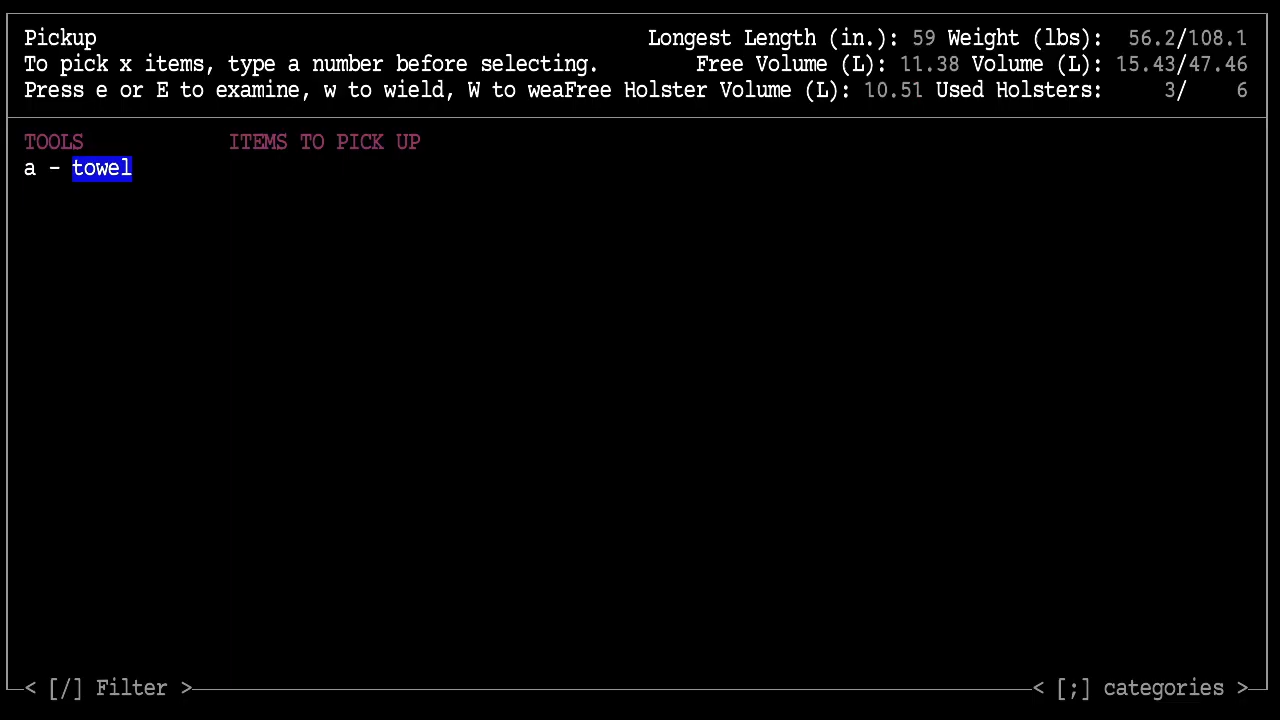 Pickup Longest Length (in.): 59 Weight (lbs): 56.2/108.1
To pick x items, type a number before selecting. Free Volume (L): 11.38 Volume (L): 15.43/47.46
Press e or E to examine, w to wield, W to weaFree Holster Volume (L): 10.51 Used Holsters: 3/ 6
TOOLS ITEMS TO PICK UP
a - towel
< [/] Filter > < [;] categories >